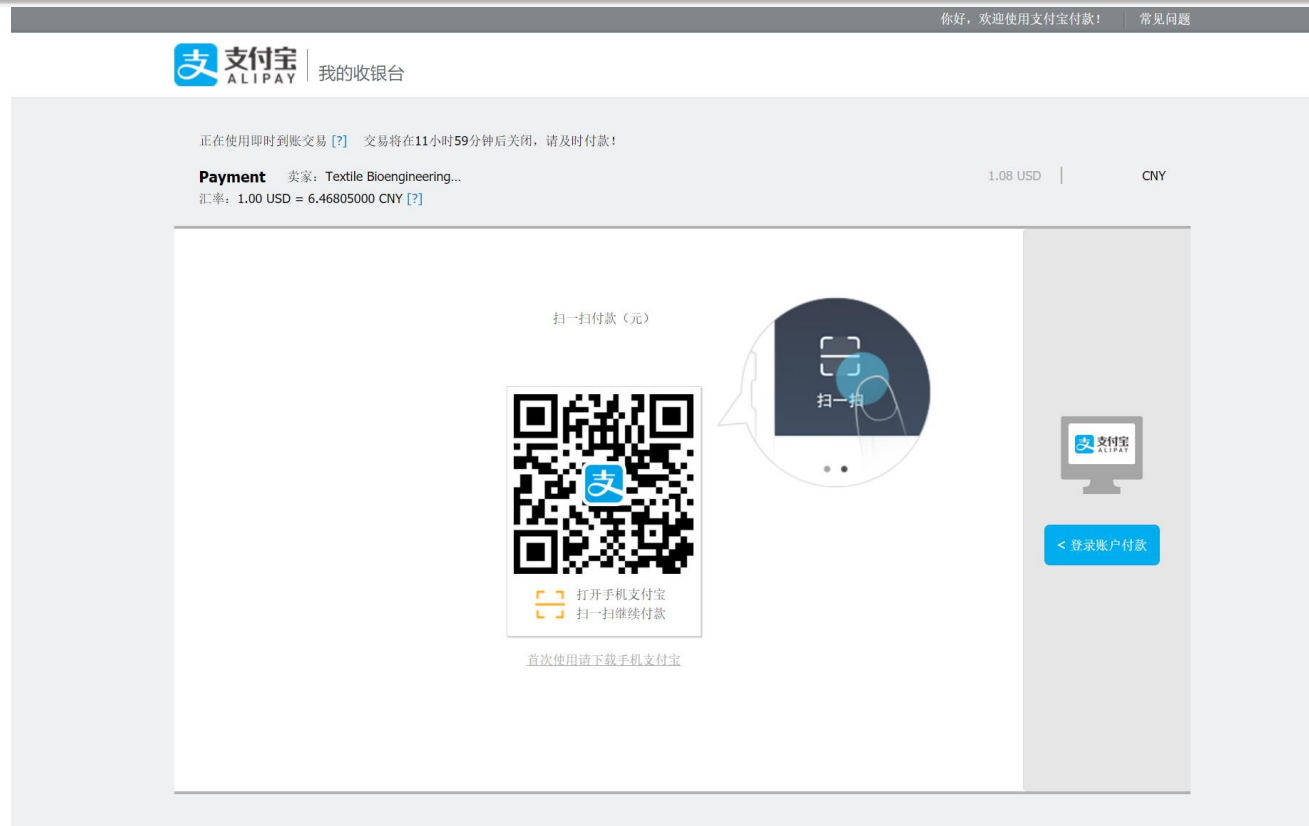 你好，欢迎使用支付宝付款！ 常见问题
支 支付宝 ALIPAY 我的收银台
正在使用即时到账交易 [?] 交易将在11小时59分钟后关闭，请及时付款！
Payment 卖家：Textile Bioengineering... 1.08 USD CNY
汇率：1.00 USD = 6.46805000 CNY [?]
扫一扫付款（元）
扫一扫
支
支 支付宝 ALIPAY
< 登录账户付款
打开手机支付宝
扫一扫继续付款
首次使用请下载手机支付宝